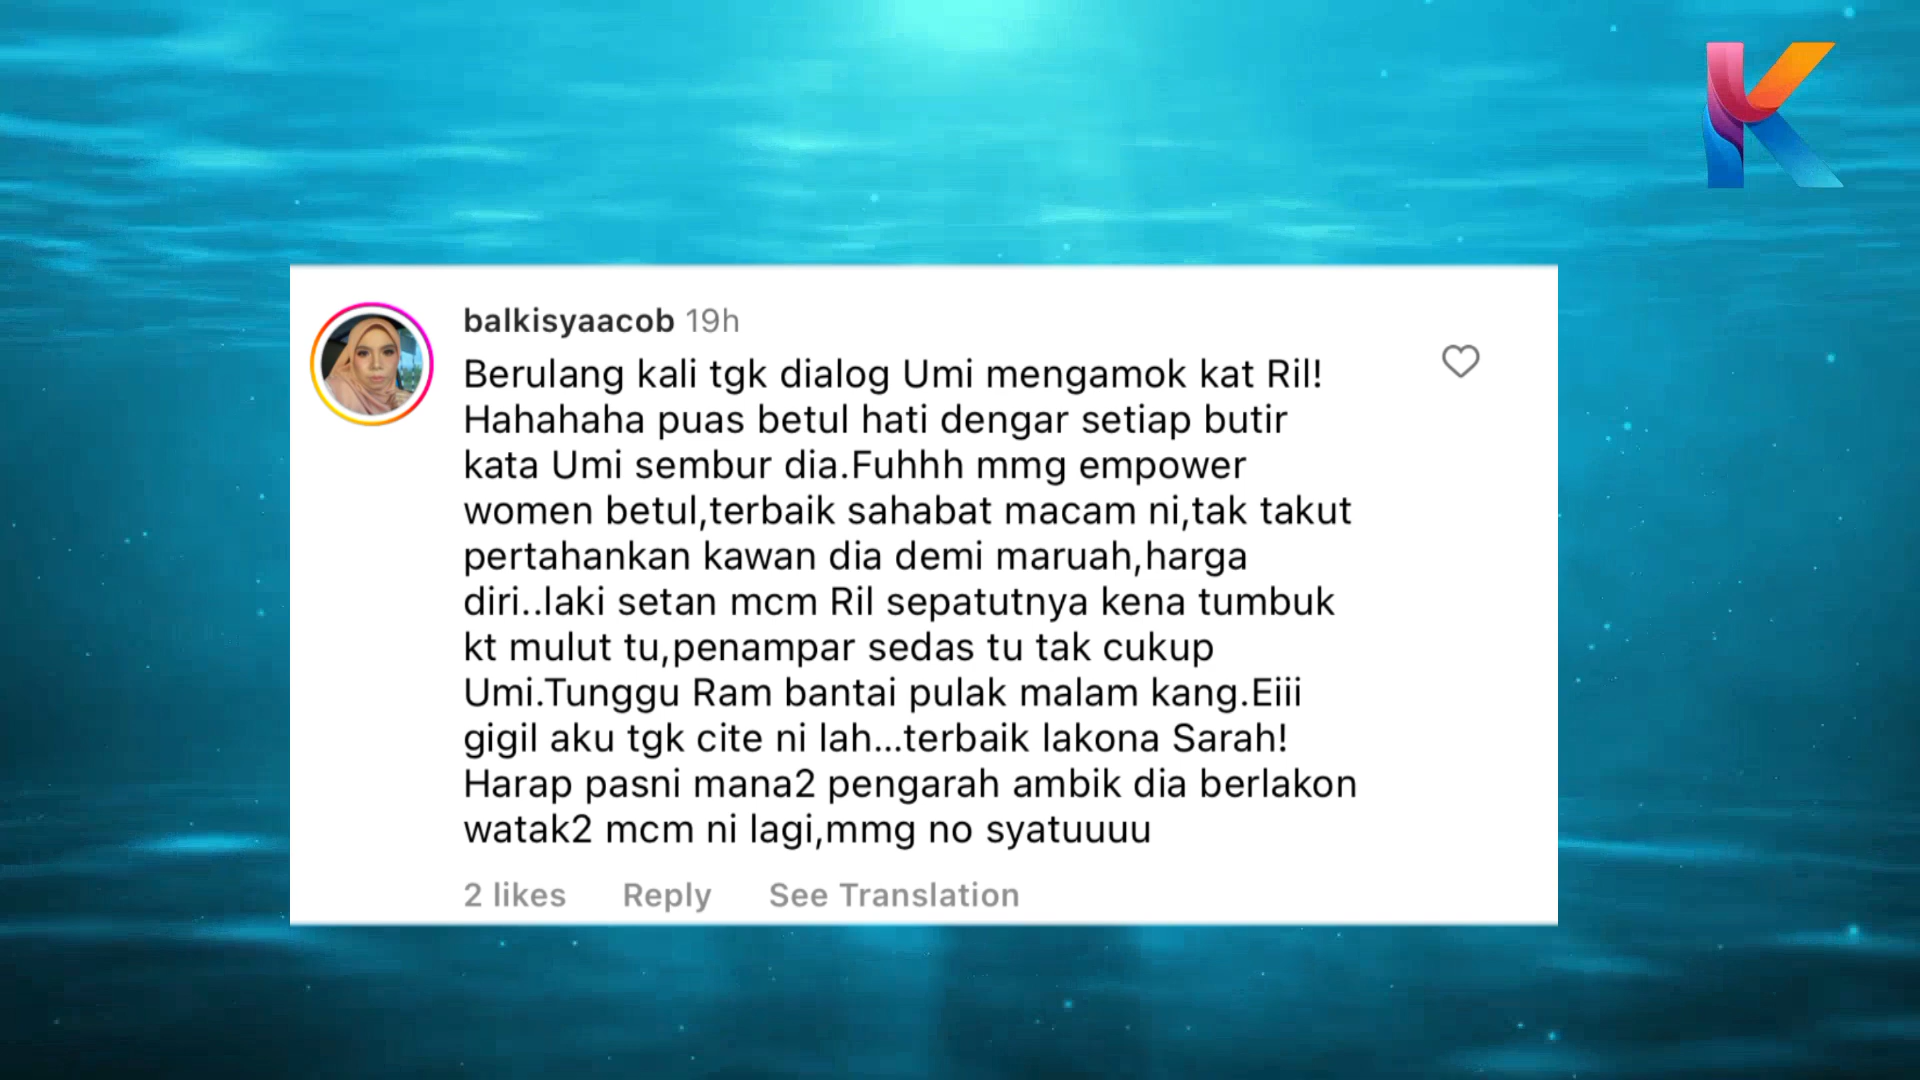 K
balkisyaacob 19h
Berulang kali tgk dialog Umi mengamok kat Ril!
Hahahaha puas betul hati dengar setiap butir
kata Umi sembur dia.Fuhhh mmg empower
women betul,terbaik sahabat macam ni,tak takut
pertahankan kawan dia demi maruah,harga
diri..laki setan mcm Ril sepatutnya kena tumbuk
kt mulut tu,penampar sedas tu tak cukup
Umi.Tunggu Ram bantai pulak malam kang.Eiii
gigil aku tgk cite ni lah...terbaik lakona Sarah!
Harap pasni mana2 pengarah ambik dia berlakon
watak2 mcm ni lagi,mmg no syatuuuu
2 likes Reply See Translation